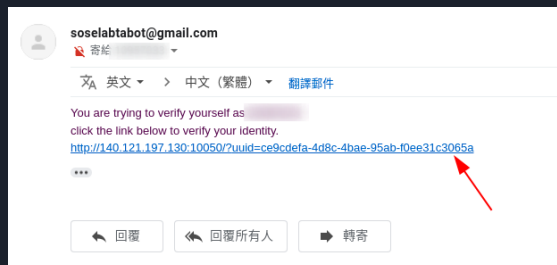 soselabtabot@gmail.com
寄給
英文 > 中文（繁體） 翻譯郵件
You are trying to verify yourself as
click the link below to verify your identity.
http://140.121.197.130:10050/?uuid=ce9cdefa-4d8c-4bae-95ab-f0ee31c3065a
回覆 回覆所有人 轉寄